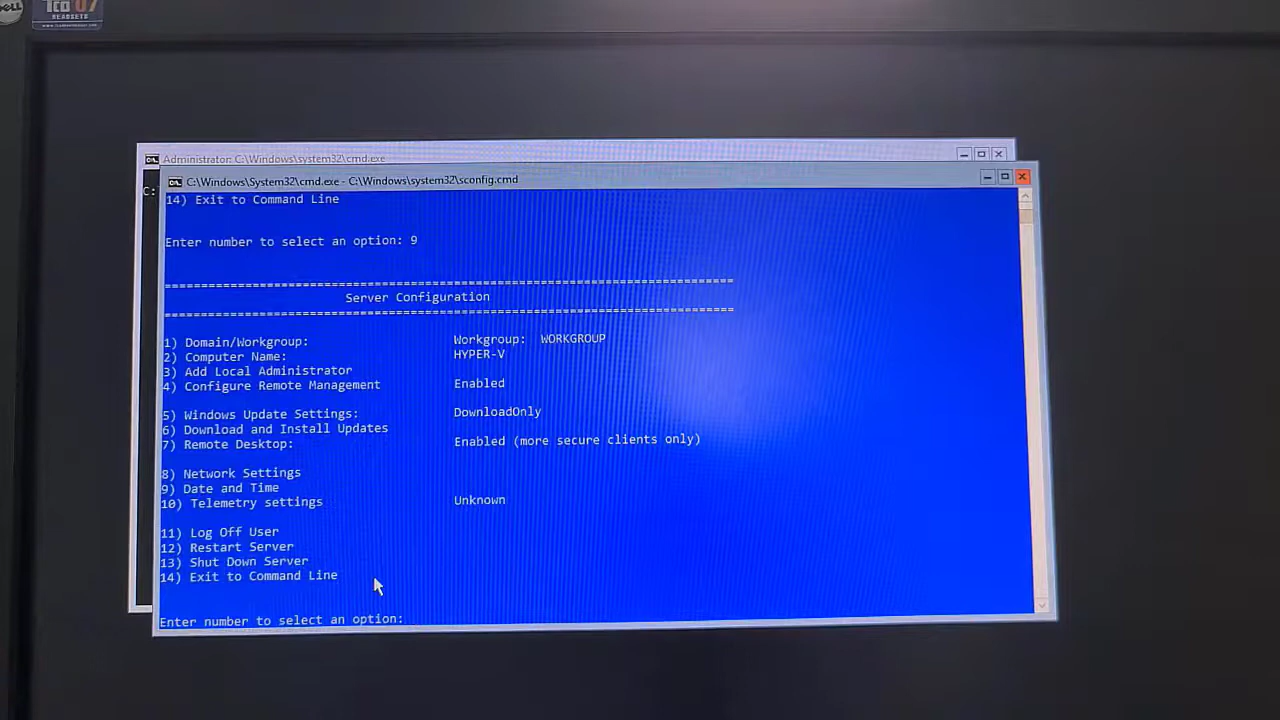 DELL
TCO'07
HEADSETS
Administrator: C:\Windows\system32\cmd.exe
C:
C:\Windows\System32\cmd.exe - C:\Windows\system32\sconfig.cmd
14) Exit to Command Line
Enter number to select an option: 9
===============================================================================
Server Configuration
===============================================================================
1) Domain/Workgroup: Workgroup: WORKGROUP
2) Computer Name: HYPER-V
3) Add Local Administrator
4) Configure Remote Management Enabled
5) Windows Update Settings: DownloadOnly
6) Download and Install Updates
7) Remote Desktop: Enabled (more secure clients only)
8) Network Settings
9) Date and Time
10) Telemetry settings Unknown
11) Log Off User
12) Restart Server
13) Shut Down Server
14) Exit to Command Line
Enter number to select an option: